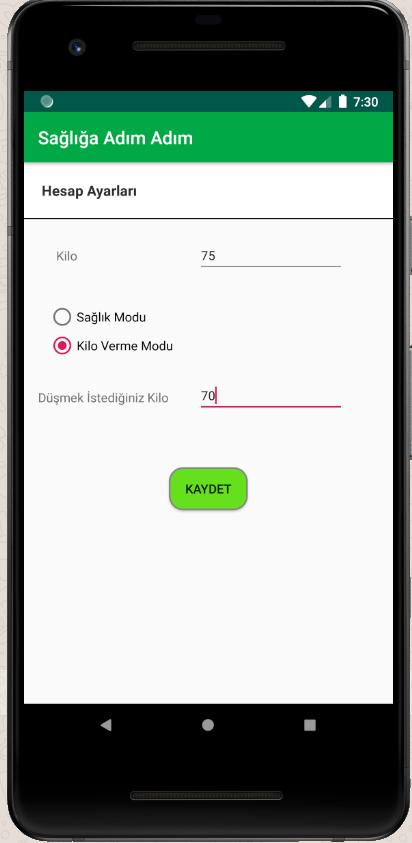 7:30
Sağlığa Adım Adım
Hesap Ayarları
Kilo 75
Sağlık Modu
Kilo Verme Modu
Düşmek İstediğiniz Kilo 70
KAYDET